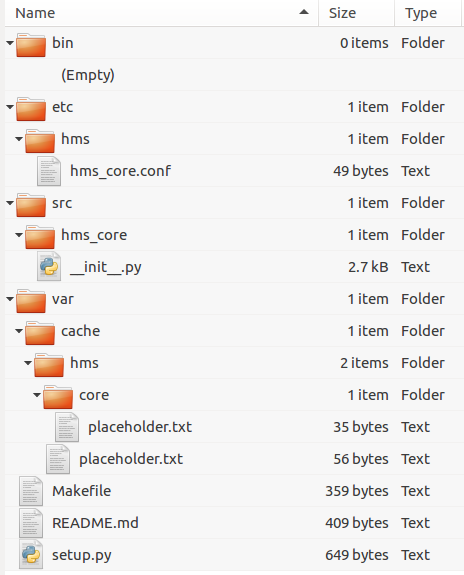 Name Size Type
bin 0 items Folder
(Empty)
etc 1 item Folder
hms 1 item Folder
hms_core.conf 49 bytes Text
src 1 item Folder
hms_core 1 item Folder
__init__.py 2.7 kB Text
var 1 item Folder
cache 1 item Folder
hms 2 items Folder
core 1 item Folder
placeholder.txt 35 bytes Text
placeholder.txt 56 bytes Text
Makefile 359 bytes Text
README.md 409 bytes Text
setup.py 649 bytes Text